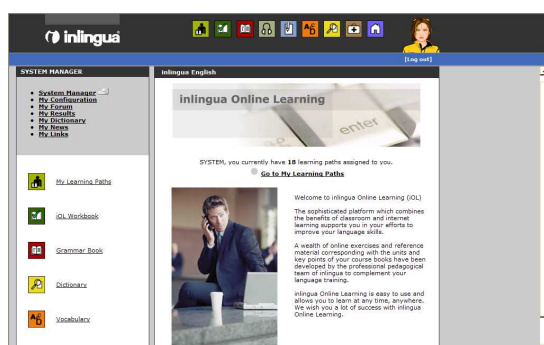 inlingua
[Log out]
SYSTEM MANAGER
System Manager
My Configuration
My Forum
My Results
My Dictionary
My News
My Links
My Learning Paths
iOL Workbook
Grammar Book
Dictionary
Vocabulary
inlingua English
inlingua Online Learning
enter
SYSTEM, you currently have 18 learning paths assigned to you.
Go to My Learning Paths
Welcome to inlingua Online Learning (iOL)
The sophisticated platform which combines
the benefits of classroom and internet
learning supports you in your efforts to
improve your language skills.
A wealth of online exercises and reference
material corresponding with the units and
key points of your course books have been
developed by the professional pedagogical
team of inlingua to complement your
language training.
inlingua Online Learning is easy to use and
allows you to learn at any time, anywhere.
We wish you a lot of success with inlingua
Online Learning.